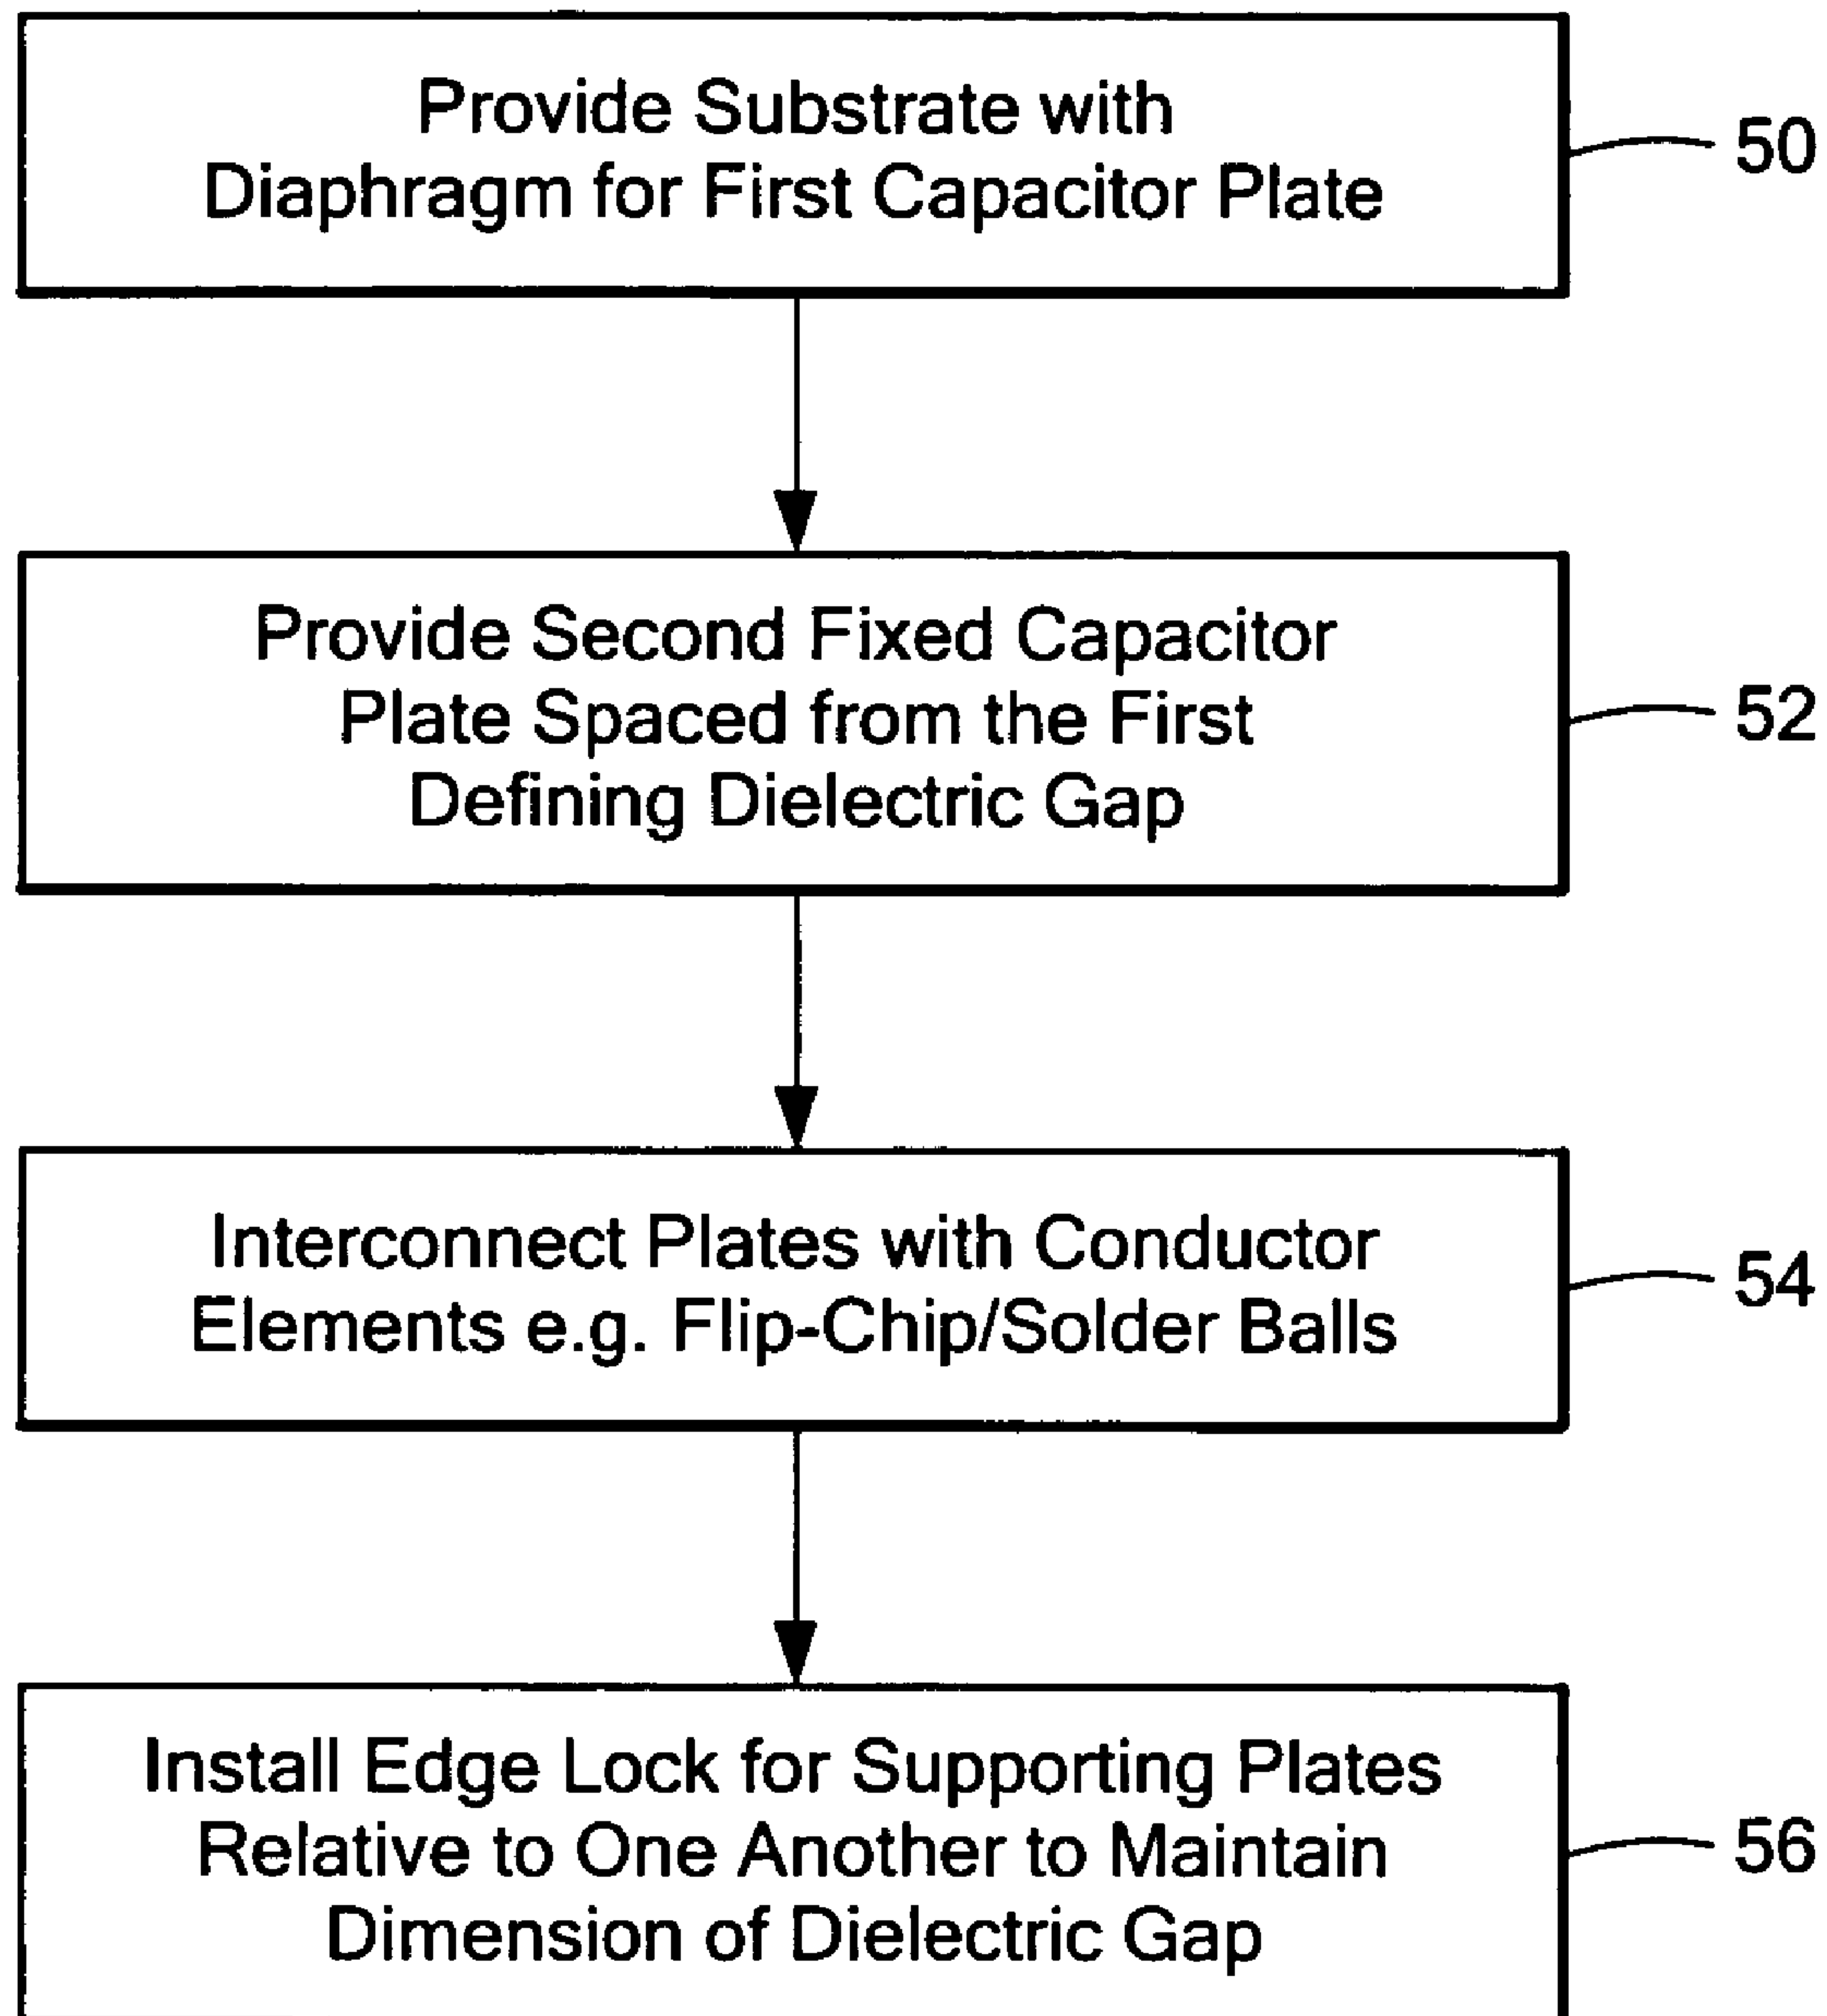 Provide Substrate with
Diaphragm for First Capacitor Plate
50
Provide Second Fixed Capacitor
Plate Spaced from the First
Defining Dielectric Gap
52
Interconnect Plates with Conductor
Elements e.g. Flip-Chip/Solder Balls
54
Install Edge Lock for Supporting Plates
Relative to One Another to Maintain
Dimension of Dielectric Gap
56